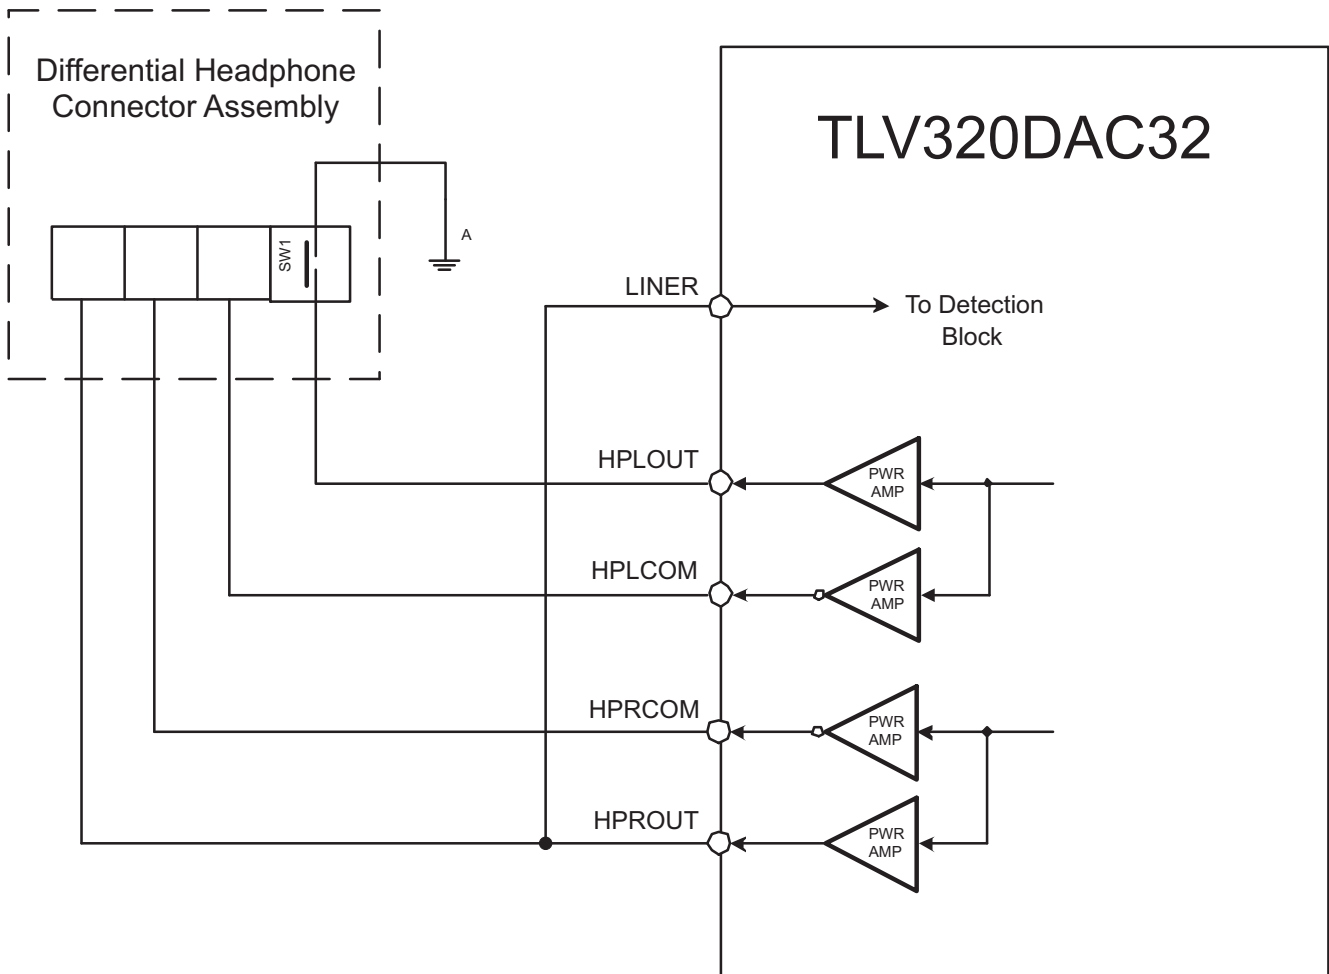 Differential Headphone
Connector Assembly
TLV320DAC32
SW1
A
LINER
To Detection
Block
HPLOUT
PWR
AMP
HPLCOM
PWR
AMP
HPRCOM
PWR
AMP
HPROUT
PWR
AMP